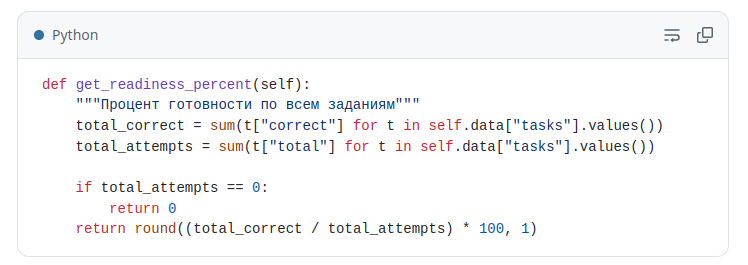 Python
def get_readiness_percent(self):
    """Процент готовности по всем заданиям"""
    total_correct = sum(t["correct"] for t in self.data["tasks"].values())
    total_attempts = sum(t["total"] for t in self.data["tasks"].values())
    if total_attempts == 0:
        return 0
    return round((total_correct / total_attempts) * 100, 1)